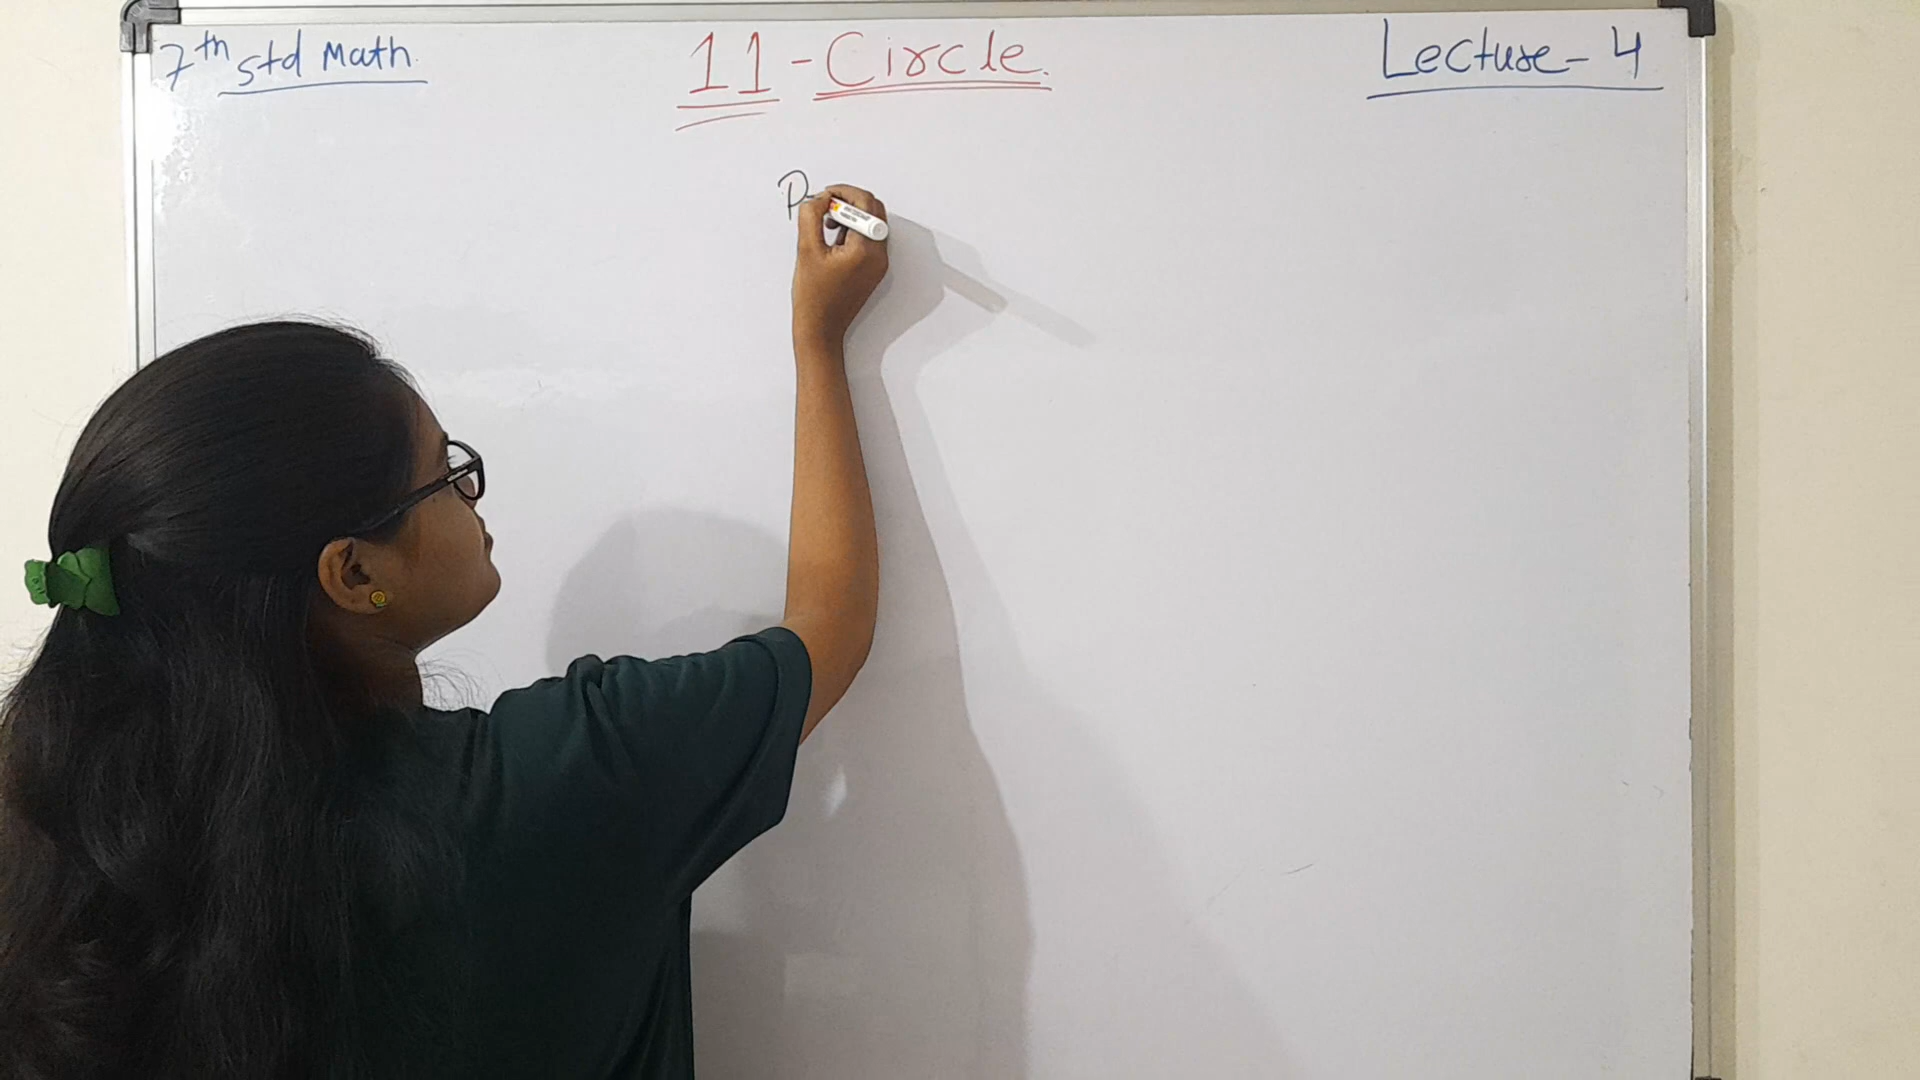 7th std Math.
11 - Circle.
Lecture - 4
P